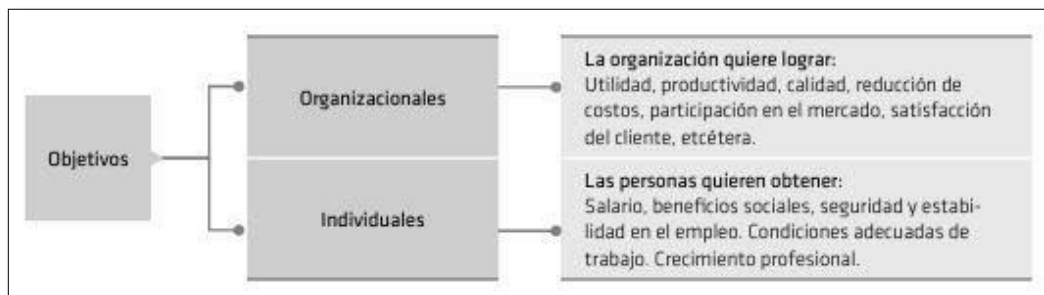 Objetivos
Organizacionales
La organización quiere lograr:
Utilidad, productividad, calidad, reducción de
costos, participación en el mercado, satisfacción
del cliente, etcétera.
Individuales
Las personas quieren obtener:
Salario, beneficios sociales, seguridad y estabi-
lidad en el empleo. Condiciones adecuadas de
trabajo. Crecimiento profesional.